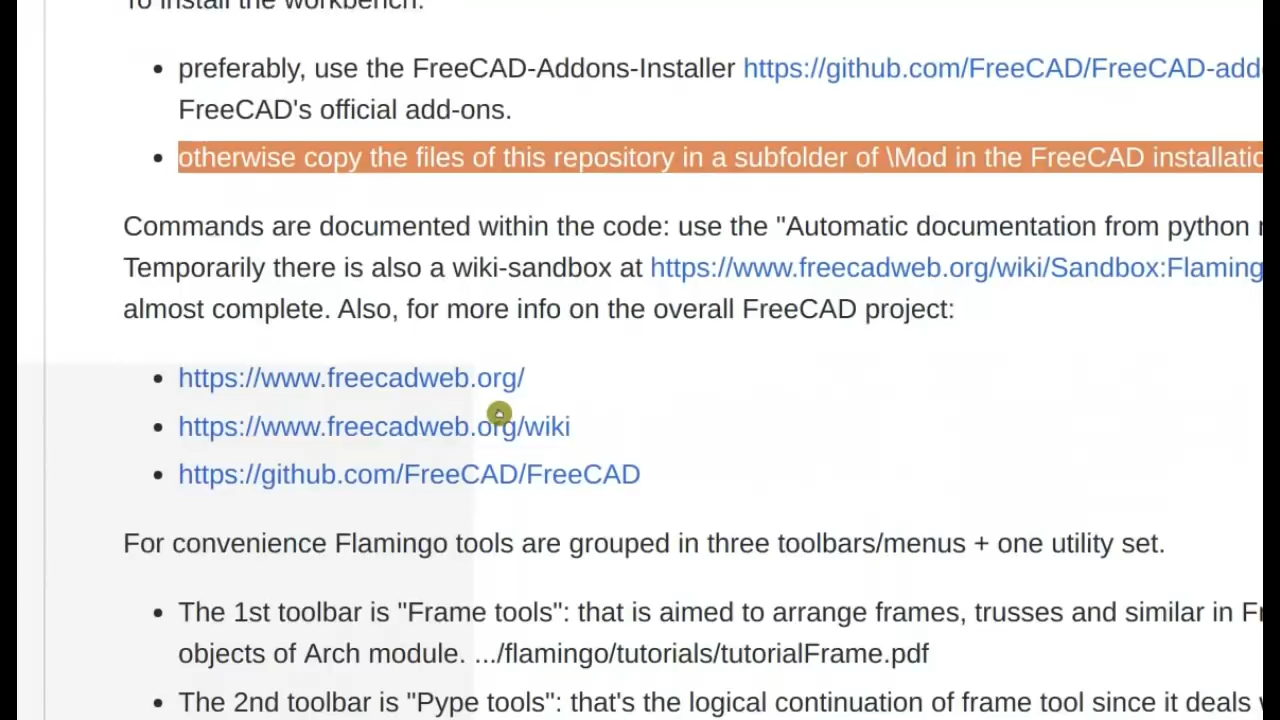 To install the workbench:
preferably, use the FreeCAD-Addons-Installer https://github.com/FreeCAD/FreeCAD-add
FreeCAD's official add-ons.
otherwise copy the files of this repository in a subfolder of \Mod in the FreeCAD
Commands are documented within the code: use the "Automatic documentation from python
Temporarily there is also a wiki-sandbox at https://www.freecadweb.org/wiki/Sandbox:Flaming
almost complete. Also, for more info on the overall FreeCAD project:
https://www.freecadweb.org/
https://www.freecadweb.org/wiki
https://github.com/FreeCAD/FreeCAD
For convenience Flamingo tools are grouped in three toolbars/menus + one utility set.
The 1st toolbar is "Frame tools": that is aimed to arrange frames, trusses and similar in
objects of Arch module. .../flamingo/tutorials/tutorialFrame.pdf
The 2nd toolbar is "Pype tools": that's the logical continuation of frame tool since it deals